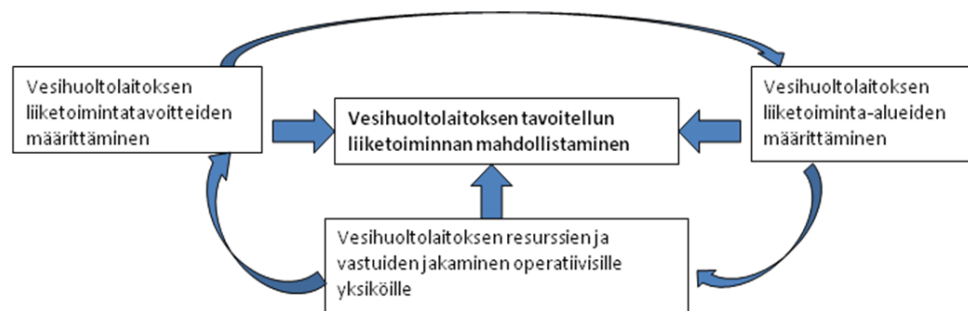 Vesihuoltolaitoksen
liiketoimintatavoitteiden
määrittäminen
Vesihuoltolaitoksen tavoitellun
liiketoiminnan mahdollistaminen
Vesihuoltolaitoksen
liiketoiminta-alueiden
määrittäminen
Vesihuoltolaitoksen resurssien ja
vastuiden jakaminen operatiivisille
yksiköille